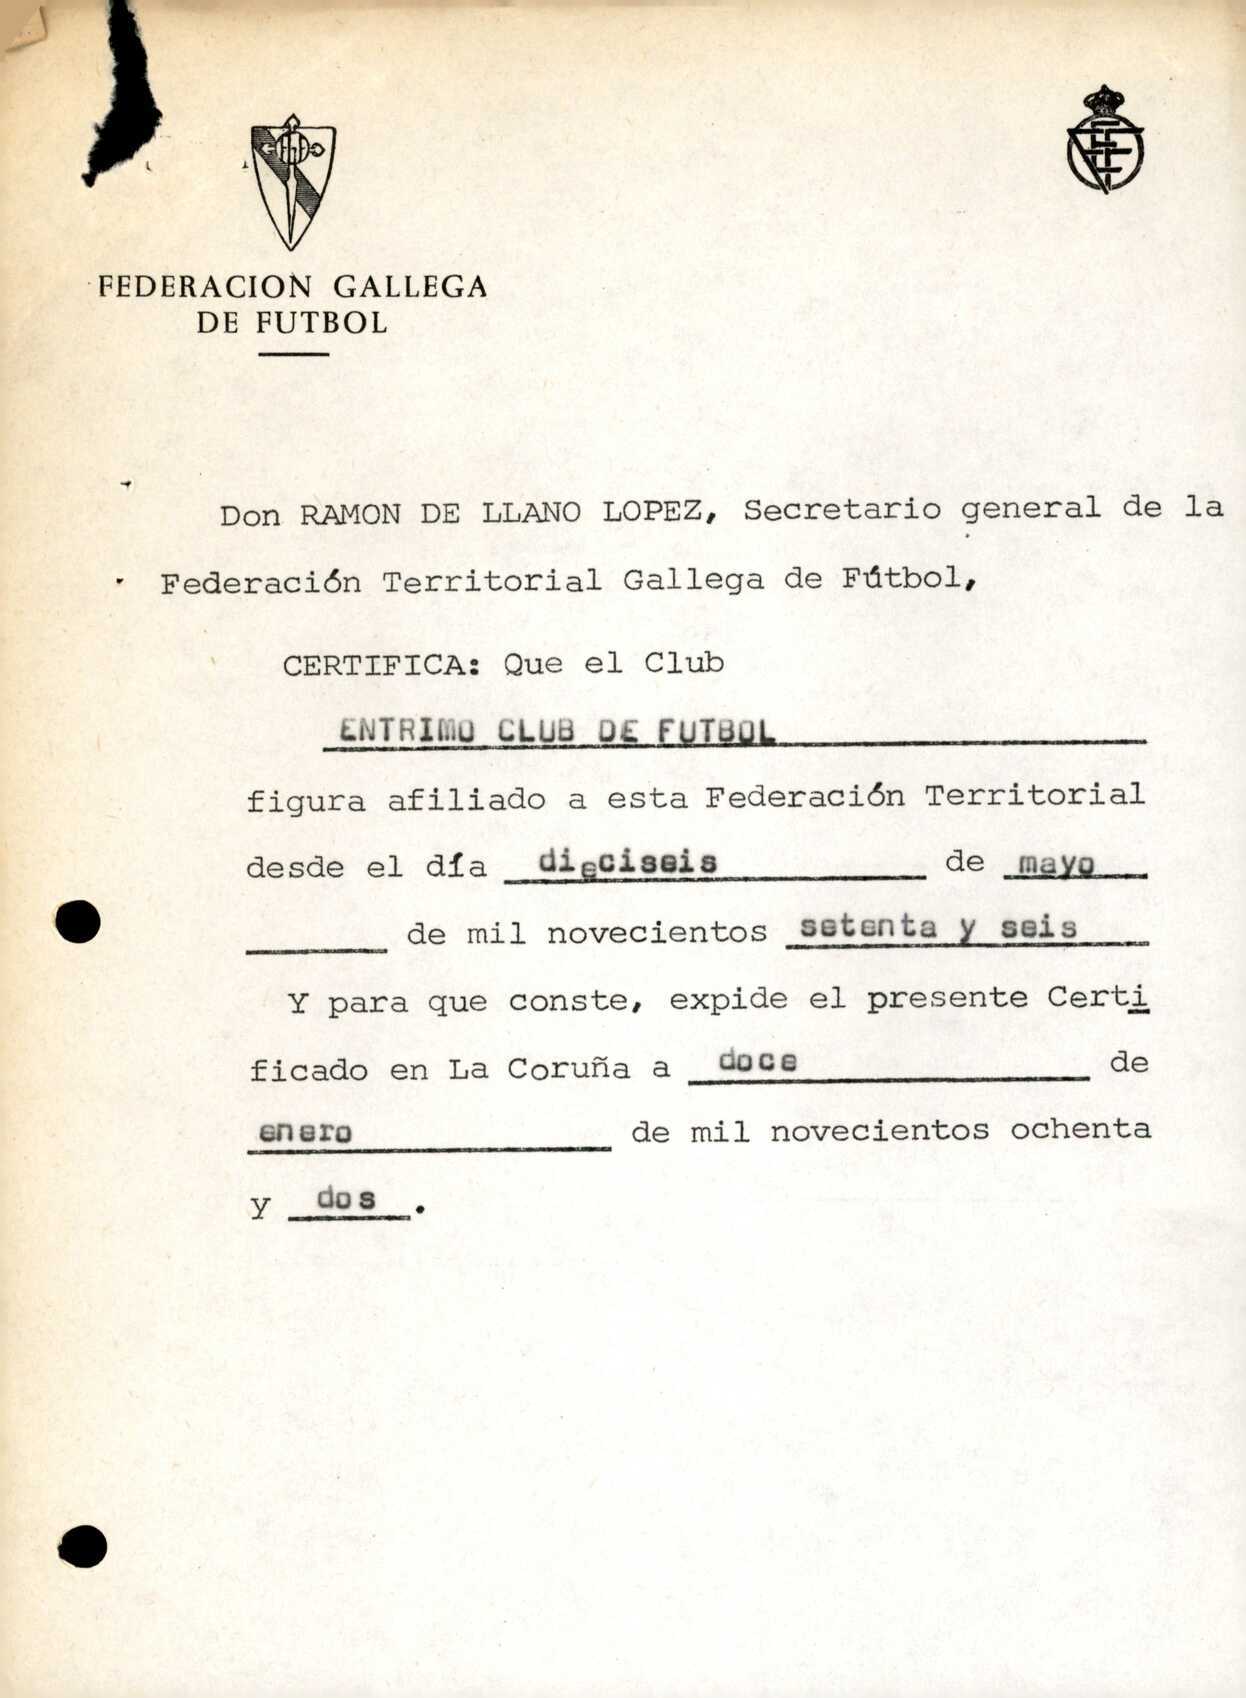 FEDERACION GALLEGA
DE FUTBOL
Don RAMON DE LLANO LOPEZ, Secretario general de la
Federación Territorial Gallega de Fútbol,
CERTIFICA: Que el Club
ENTRIMO CLUB DE FUTBOL
figura afiliado a esta Federación Territorial
desde el día dieciseis de mayo
de mil novecientos setenta y seis
Y para que conste, expide el presente Certi
ficado en La Coruña a doce de
enero de mil novecientos ochenta
y dos.